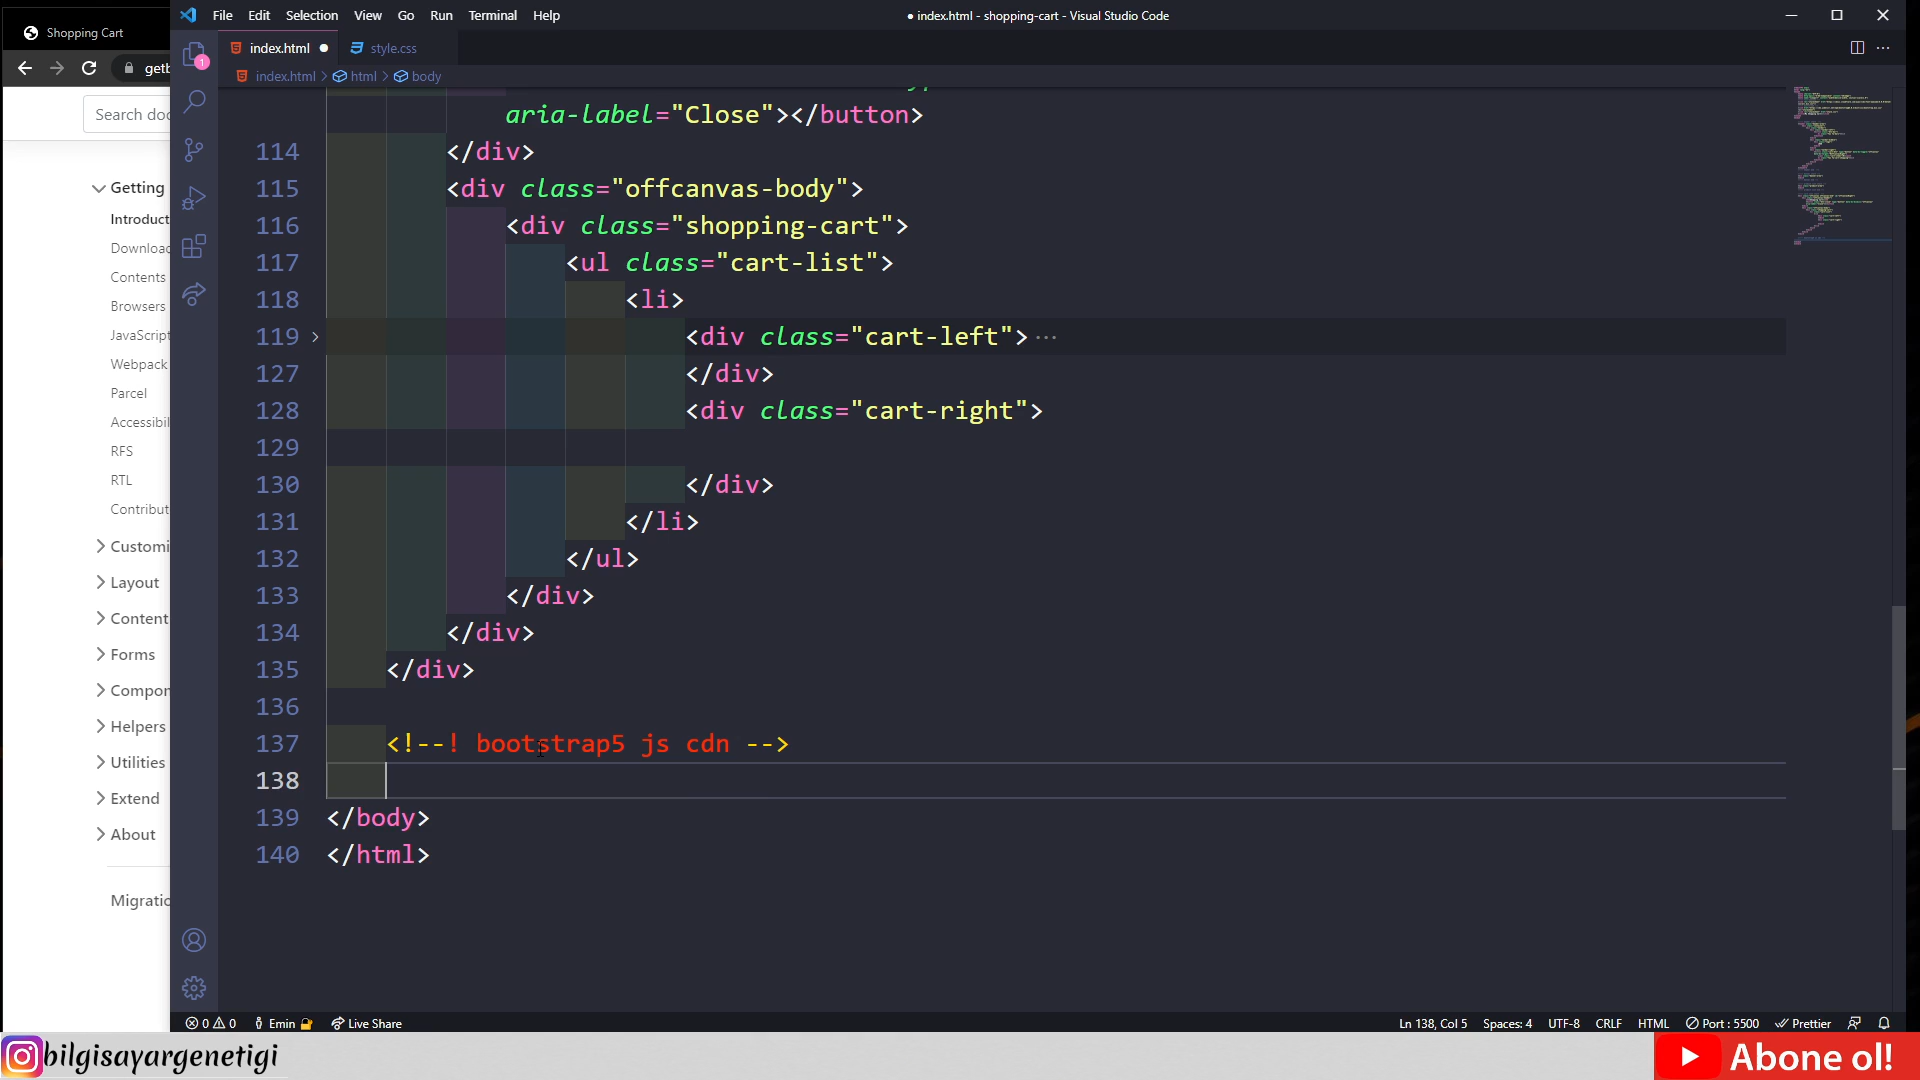 Shopping Cart
File Edit Selection View Go Run Terminal Help
● index.html - shopping-cart - Visual Studio Code
index.html ● style.css
getb
1
index.html > html > body
Search doc
aria-label="Close"></button>
114 </div>
115 <div class="offcanvas-body">
116 <div class="shopping-cart">
117 <ul class="cart-list">
118 <li>
119 <div class="cart-left"> ...
127 </div>
128 <div class="cart-right">
129
130 </div>
131 </li>
132 </ul>
133 </div>
134 </div>
135 </div>
136
137 <!--! bootstrap5 js cdn -->
138
139 </body>
140 </html>
Getting
Introduct
Download
Contents
Browsers
JavaScript
Webpack
Parcel
Accessibil
RFS
RTL
Contribut
Customi
Layout
Content
Forms
Compon
Helpers
Utilities
Extend
About
Migratio
0 0 Emin Live Share
Ln 138, Col 5 Spaces: 4 UTF-8 CRLF HTML Port : 5500 Prettier
bilgisayargenetigi
Abone ol!